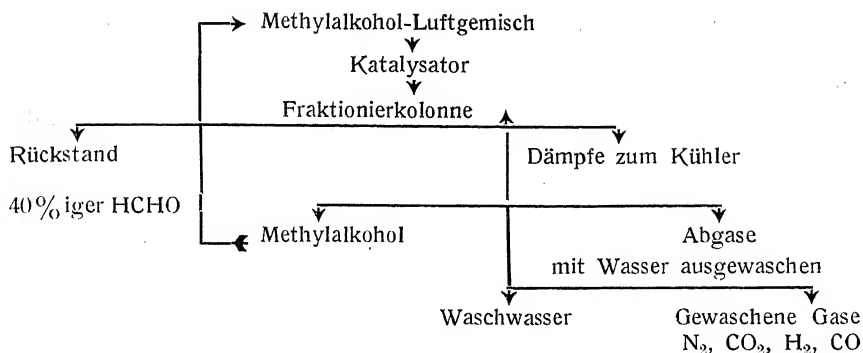 Methylalkohol-Luftgemisch
Katalysator
Fraktionierkolonne
Rückstand
Dämpfe zum Kühler
40%iger HCHO
Methylalkohol
Abgase
mit Wasser ausgewaschen
Waschwasser
Gewaschene Gase
N₂, CO₂, H₂, CO